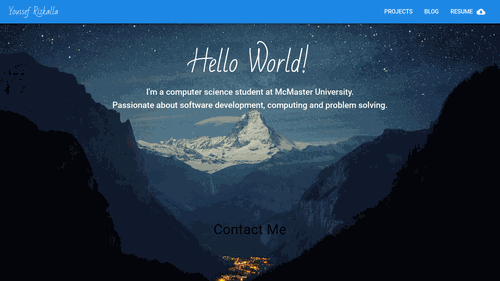 Youssef Rizkalla
PROJECTS BLOG RESUME
Hello World!
I'm a computer science student at McMaster University.
Passionate about software development, computing and problem solving.
Contact Me